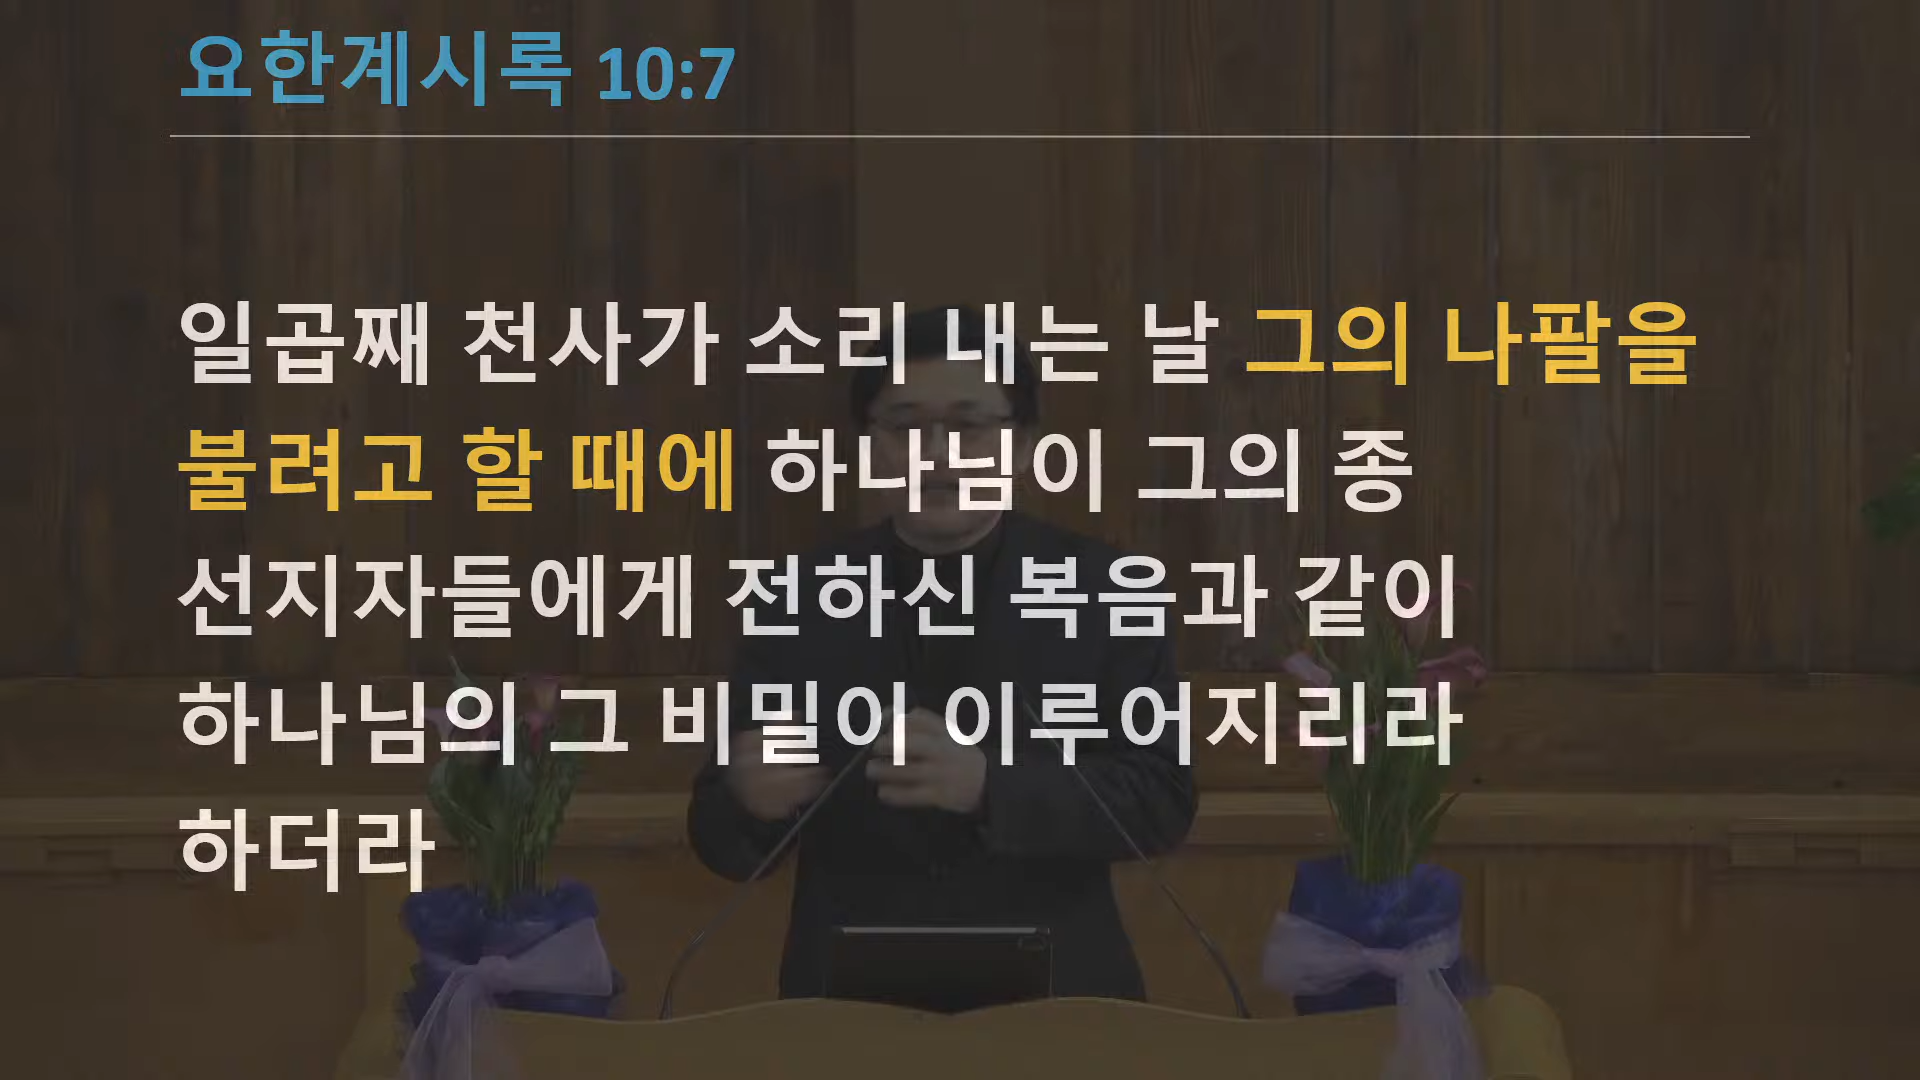 요한계시록 10:7
일곱째 천사가 소리 내는 날 그의 나팔을
불려고 할 때에 하나님이 그의 종
선지자들에게 전하신 복음과 같이
하나님의 그 비밀이 이루어지리라
하더라